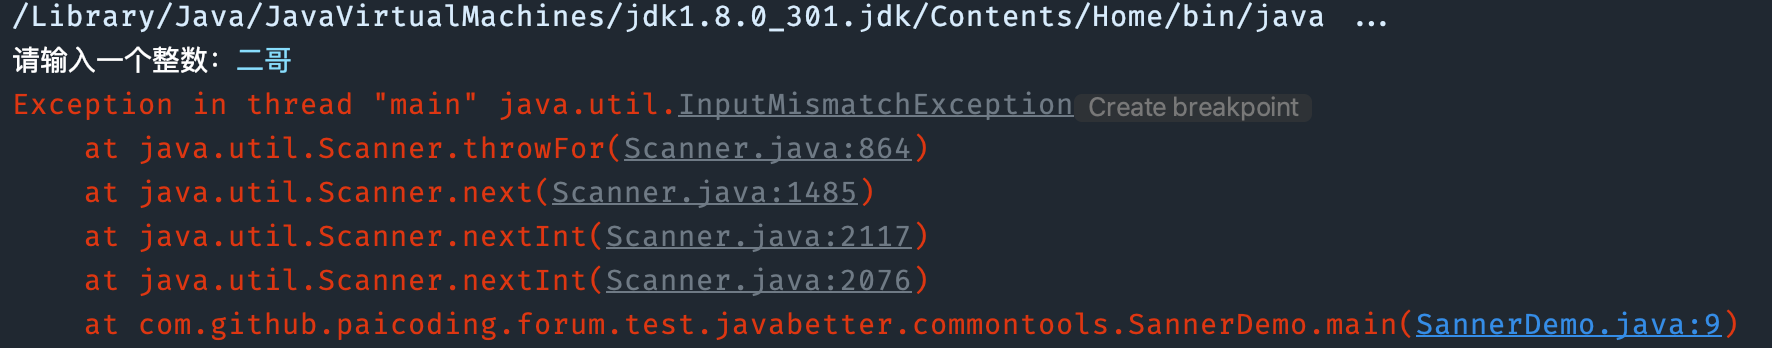 /Library/Java/JavaVirtualMachines/jdk1.8.0_301.jdk/Contents/Home/bin/java ...
请输入一个整数：二哥
Exception in thread "main" java.util.InputMismatchException Create breakpoint
    at java.util.Scanner.throwFor(Scanner.java:864)
    at java.util.Scanner.next(Scanner.java:1485)
    at java.util.Scanner.nextInt(Scanner.java:2117)
    at java.util.Scanner.nextInt(Scanner.java:2076)
    at com.github.paicoding.forum.test.javabetter.commontools.SannerDemo.main(SannerDemo.java:9)